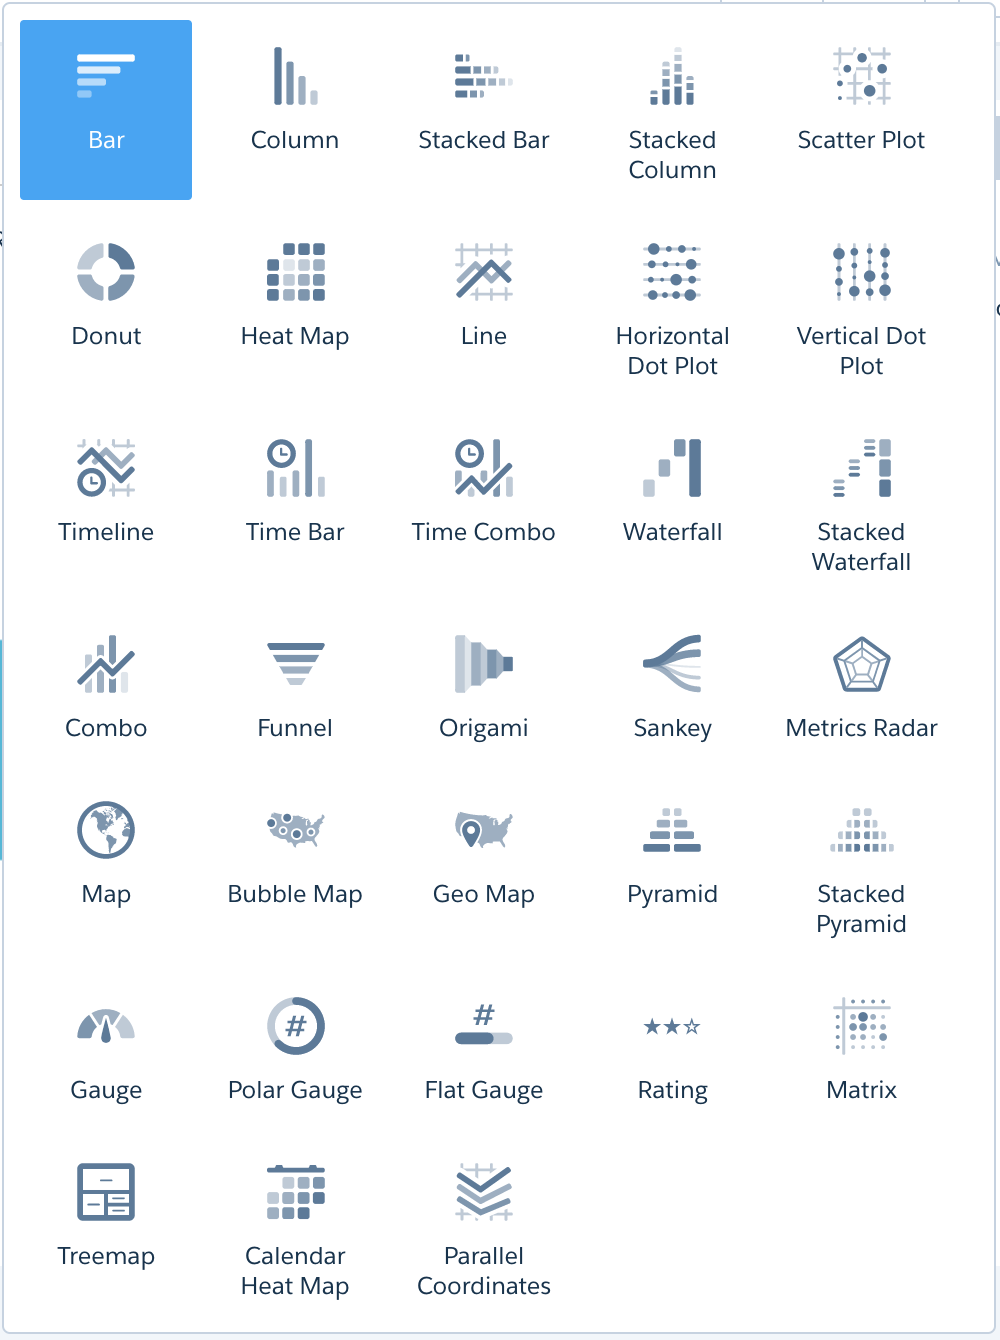 Bar
Column
Stacked Bar
Stacked
Column
Scatter Plot
Donut
Heat Map
Line
Horizontal
Dot Plot
Vertical Dot
Plot
Timeline
Time Bar
Time Combo
Waterfall
Stacked
Waterfall
Combo
Funnel
Origami
Sankey
Metrics Radar
Map
Bubble Map
Geo Map
Pyramid
Stacked
Pyramid
#
#
Gauge
Polar Gauge
Flat Gauge
Rating
Matrix
Treemap
Calendar
Heat Map
Parallel
Coordinates